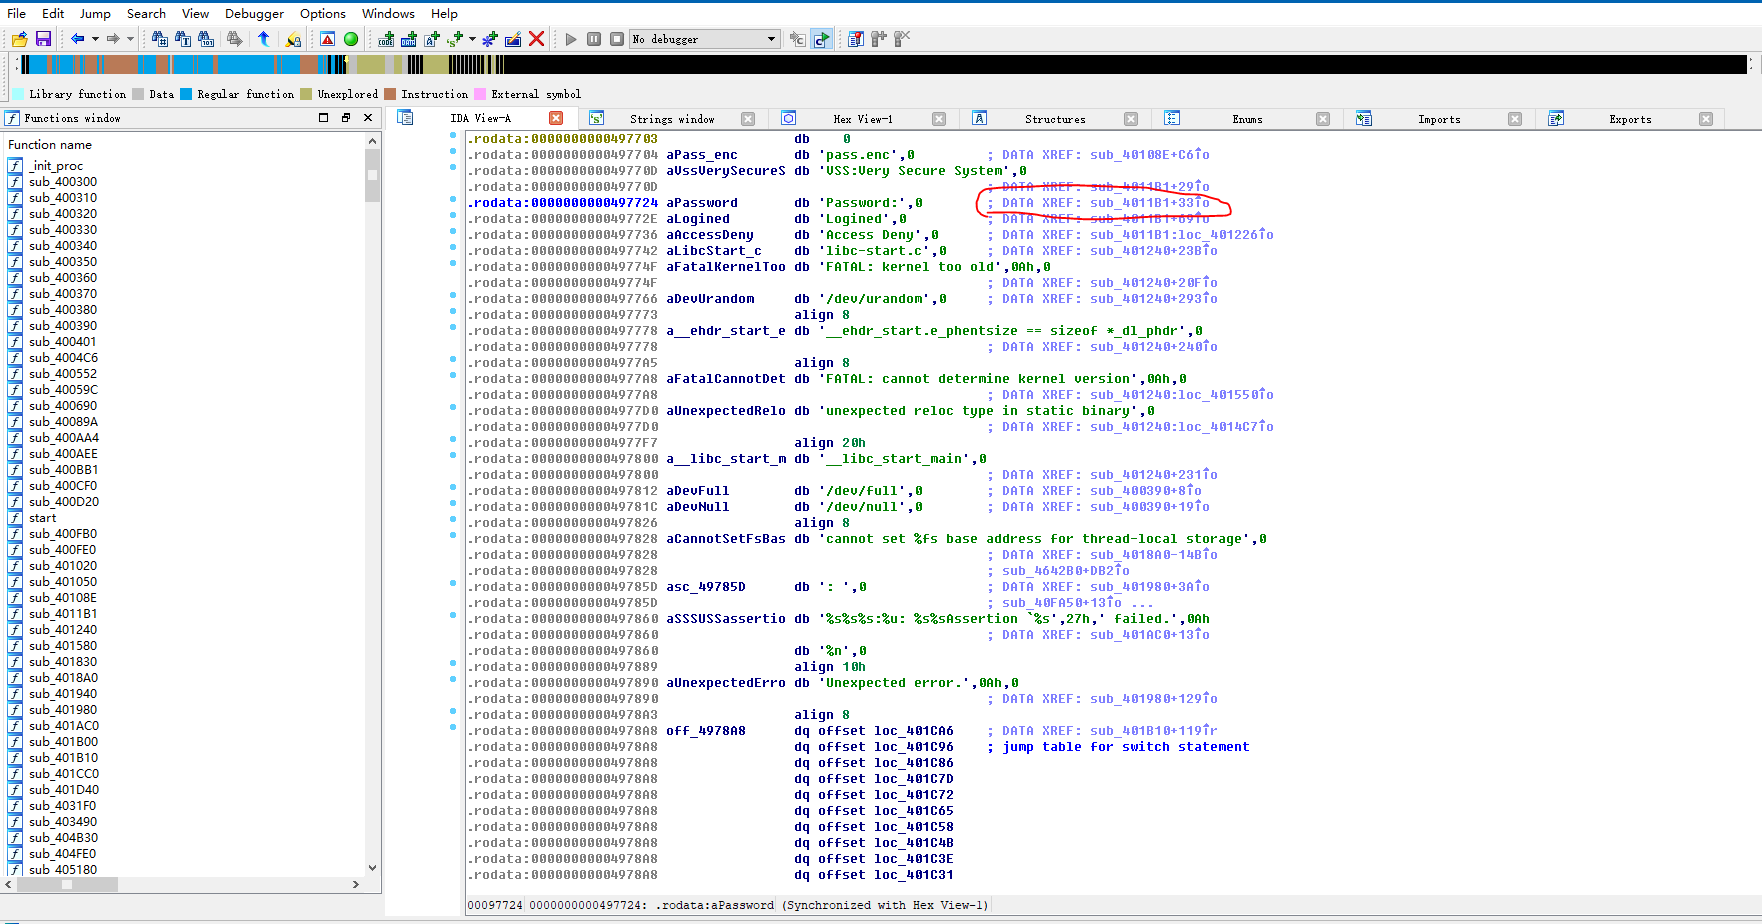 File Edit Jump Search View Debugger Options Windows Help
No debugger
Library function Data Regular function Unexplored Instruction External symbol
Functions window
IDA View-A Strings window Hex View-1 Structures Enums Imports Exports
Function name
_init_proc
sub_400300
sub_400310
sub_400320
sub_400330
sub_400340
sub_400350
sub_400360
sub_400370
sub_400380
sub_400390
sub_400401
sub_4004C6
sub_400552
sub_40059C
sub_400690
sub_40089A
sub_400AA4
sub_400AEE
sub_400BB1
sub_400CF0
sub_400D20
start
sub_400FB0
sub_400FE0
sub_401020
sub_401050
sub_40108E
sub_4011B1
sub_401240
sub_401580
sub_401830
sub_4018A0
sub_401940
sub_401980
sub_401AC0
sub_401B00
sub_401B10
sub_401CC0
sub_401D40
sub_4031F0
sub_403490
sub_404B30
sub_404FE0
sub_405180
.rodata:0000000000497703 db 0
.rodata:0000000000497704 aPass_enc db 'pass.enc',0 ; DATA XREF: sub_40108E+C6↑o
.rodata:000000000049770D aVssVerySecureS db 'VSS:Very Secure System',0
.rodata:000000000049770D ; DATA XREF: sub_4011B1+29↑o
.rodata:0000000000497724 aPassword db 'Password:',0 ; DATA XREF: sub_4011B1+33↑o
.rodata:000000000049772E aLogined db 'Logined',0 ; DATA XREF: sub_4011B1+69↑o
.rodata:0000000000497736 aAccessDeny db 'Access Deny',0 ; DATA XREF: sub_4011B1:loc_401226↑o
.rodata:0000000000497742 aLibcStart_c db 'libc-start.c',0 ; DATA XREF: sub_401240+23B↑o
.rodata:000000000049774F aFatalKernelToo db 'FATAL: kernel too old',0Ah,0
.rodata:000000000049774F ; DATA XREF: sub_401240+20F↑o
.rodata:0000000000497766 aDevUrandom db '/dev/urandom',0 ; DATA XREF: sub_401240+293↑o
.rodata:0000000000497773 align 8
.rodata:0000000000497778 a__ehdr_start_e db '__ehdr_start.e_phentsize == sizeof *_dl_phdr',0
.rodata:0000000000497778 ; DATA XREF: sub_401240+240↑o
.rodata:00000000004977A5 align 8
.rodata:00000000004977A8 aFatalCannotDet db 'FATAL: cannot determine kernel version',0Ah,0
.rodata:00000000004977A8 ; DATA XREF: sub_401240:loc_401550↑o
.rodata:00000000004977D0 aUnexpectedRelo db 'unexpected reloc type in static binary',0
.rodata:00000000004977D0 ; DATA XREF: sub_401240:loc_4014C7↑o
.rodata:00000000004977F7 align 20h
.rodata:0000000000497800 a__libc_start_m db '__libc_start_main',0
.rodata:0000000000497800 ; DATA XREF: sub_401240+231↑o
.rodata:0000000000497812 aDevFull db '/dev/full',0 ; DATA XREF: sub_400390+8↑o
.rodata:000000000049781C aDevNull db '/dev/null',0 ; DATA XREF: sub_400390+19↑o
.rodata:0000000000497826 align 8
.rodata:0000000000497828 aCannotSetFsBas db 'cannot set %fs base address for thread-local storage',0
.rodata:0000000000497828 ; DATA XREF: sub_4018A0-14B↑o
.rodata:0000000000497828 ; sub_4642B0+DB2↑o
.rodata:000000000049785D asc_49785D db ': ',0 ; DATA XREF: sub_401980+3A↑o
.rodata:000000000049785D ; sub_40FA50+13↑o ...
.rodata:0000000000497860 aSSSUSSassertio db '%s%s%s:%u: %s%sAssertion `%s',27h,' failed.',0Ah
.rodata:0000000000497860 ; DATA XREF: sub_401AC0+13↑o
.rodata:0000000000497860 db '%n',0
.rodata:0000000000497889 align 10h
.rodata:0000000000497890 aUnexpectedErro db 'Unexpected error.',0Ah,0
.rodata:0000000000497890 ; DATA XREF: sub_401980+129↑o
.rodata:00000000004978A3 align 8
.rodata:00000000004978A8 off_4978A8 dq offset loc_401CA6 ; DATA XREF: sub_401B10+119↑r
.rodata:00000000004978A8 dq offset loc_401C96 ; jump table for switch statement
.rodata:00000000004978A8 dq offset loc_401C86
.rodata:00000000004978A8 dq offset loc_401C7D
.rodata:00000000004978A8 dq offset loc_401C72
.rodata:00000000004978A8 dq offset loc_401C65
.rodata:00000000004978A8 dq offset loc_401C58
.rodata:00000000004978A8 dq offset loc_401C4B
.rodata:00000000004978A8 dq offset loc_401C3E
.rodata:00000000004978A8 dq offset loc_401C31
00097724 0000000000497724: .rodata:aPassword (Synchronized with Hex View-1)